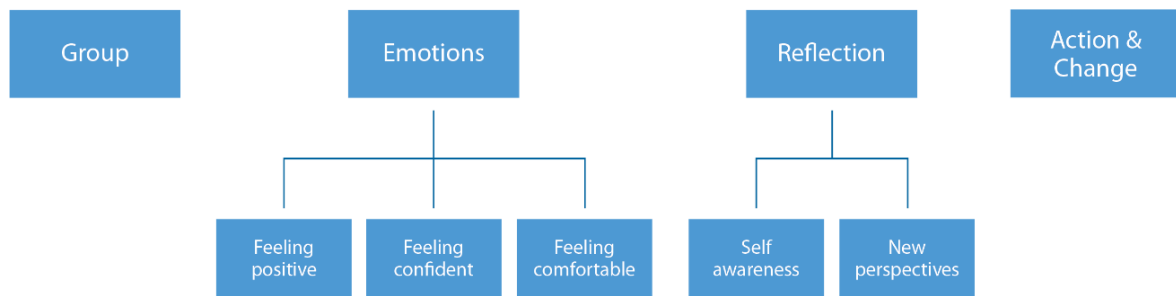 Group
Emotions
Reflection
Action &
Change
Feeling
positive
Feeling
confident
Feeling
comfortable
Self
awareness
New
perspectives